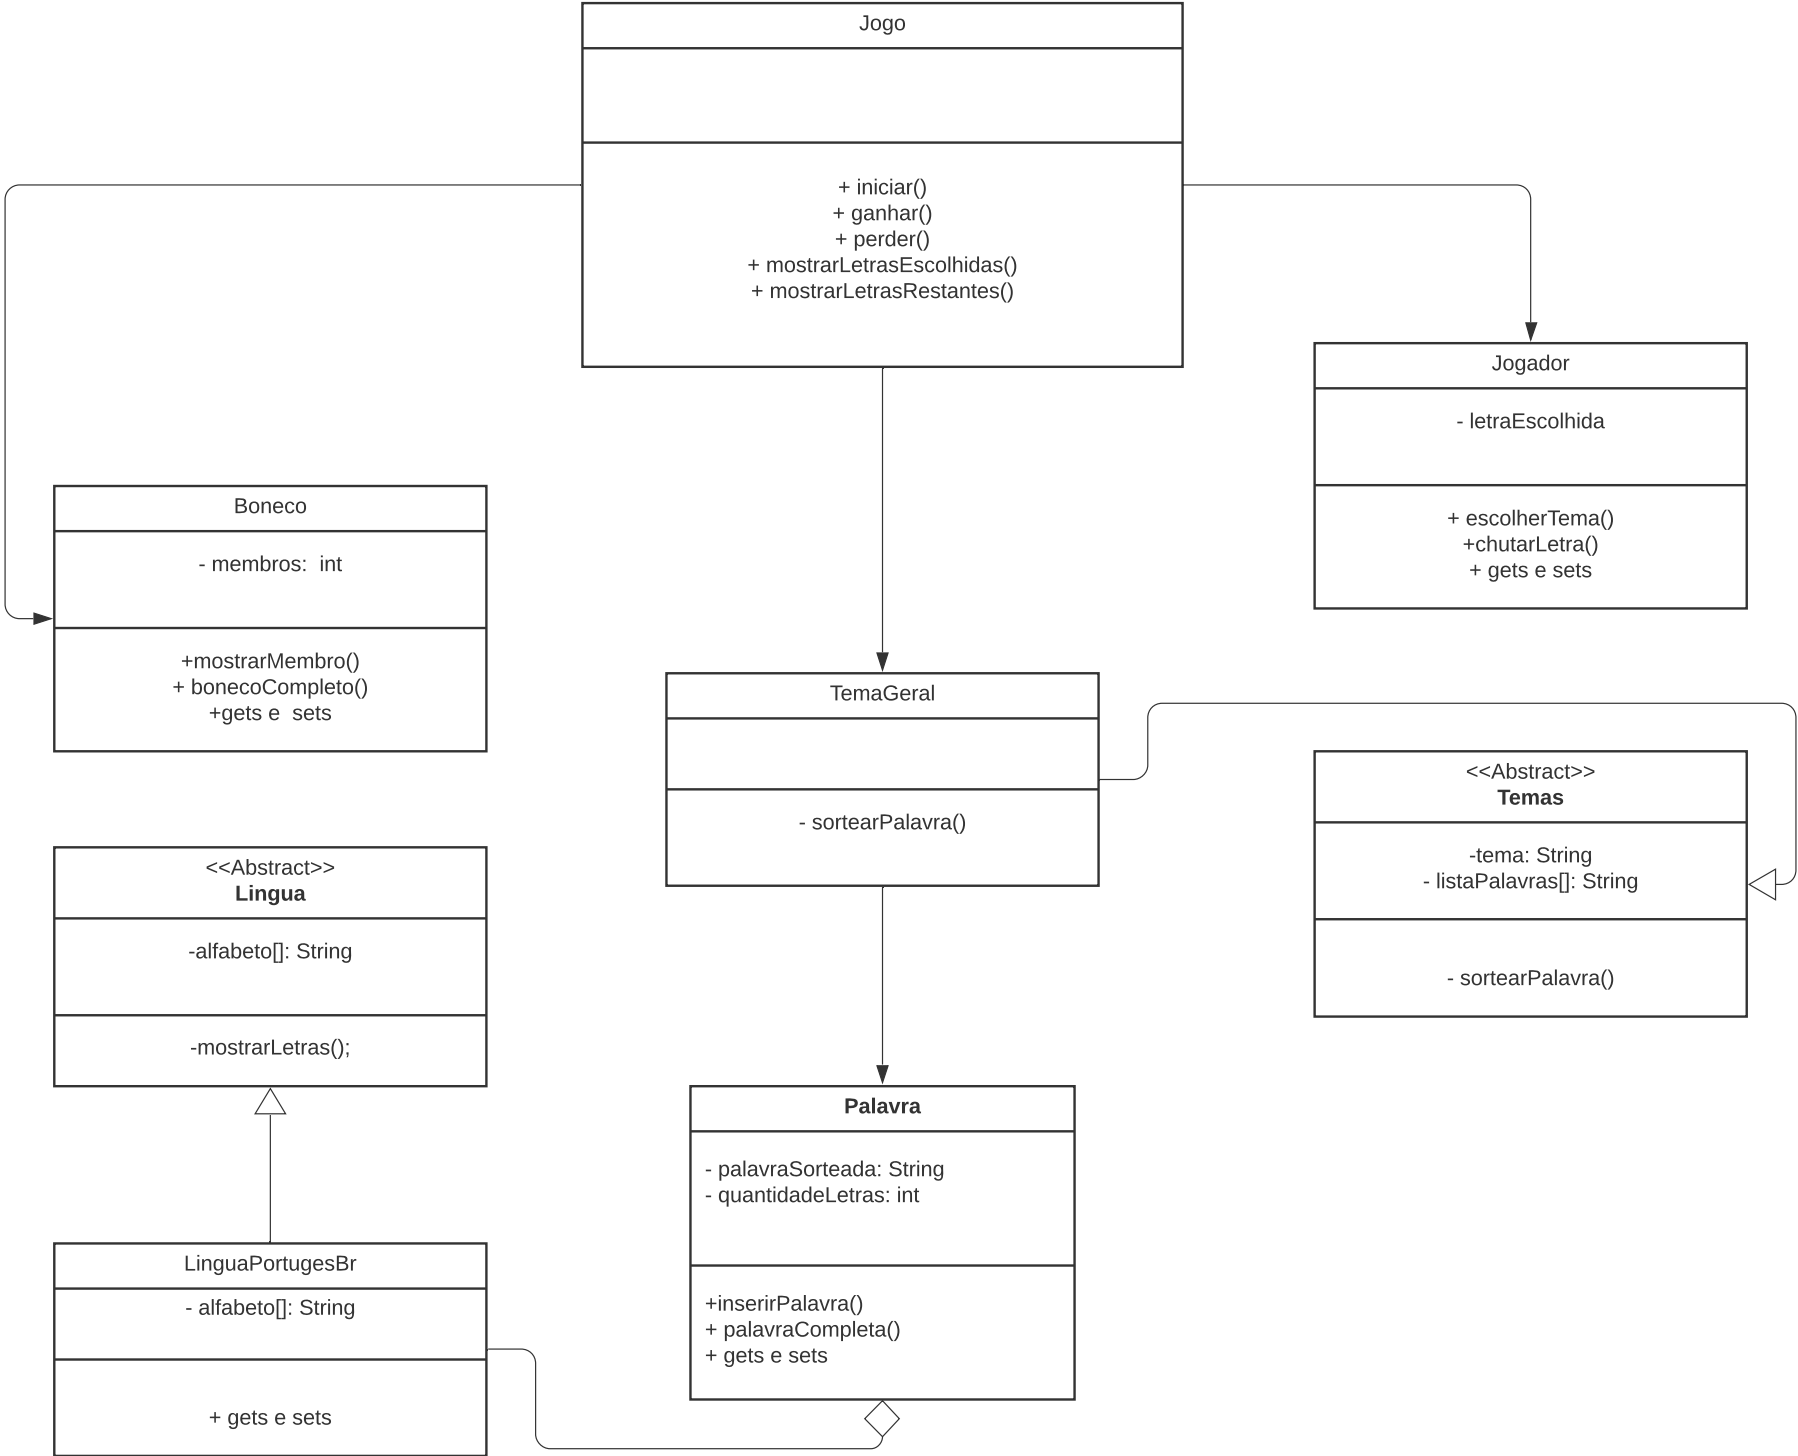 Jogo
+ iniciar()
+ ganhar()
+ perder()
+ mostrarLetrasEscolhidas()
+ mostrarLetrasRestantes()
Jogador
- letraEscolhida
+ escolherTema()
+chutarLetra()
+ gets e sets
Boneco
- membros:  int
+mostrarMembro()
+ bonecoCompleto()
+gets e  sets
TemaGeral
- sortearPalavra()
<<Abstract>>
Temas
-tema: String
- listaPalavras[]: String
- sortearPalavra()
<<Abstract>>
Lingua
-alfabeto[]: String
-mostrarLetras();
Palavra
- palavraSorteada: String
- quantidadeLetras: int
+inserirPalavra()
+ palavraCompleta()
+ gets e sets
LinguaPortugesBr
- alfabeto[]: String
+ gets e sets